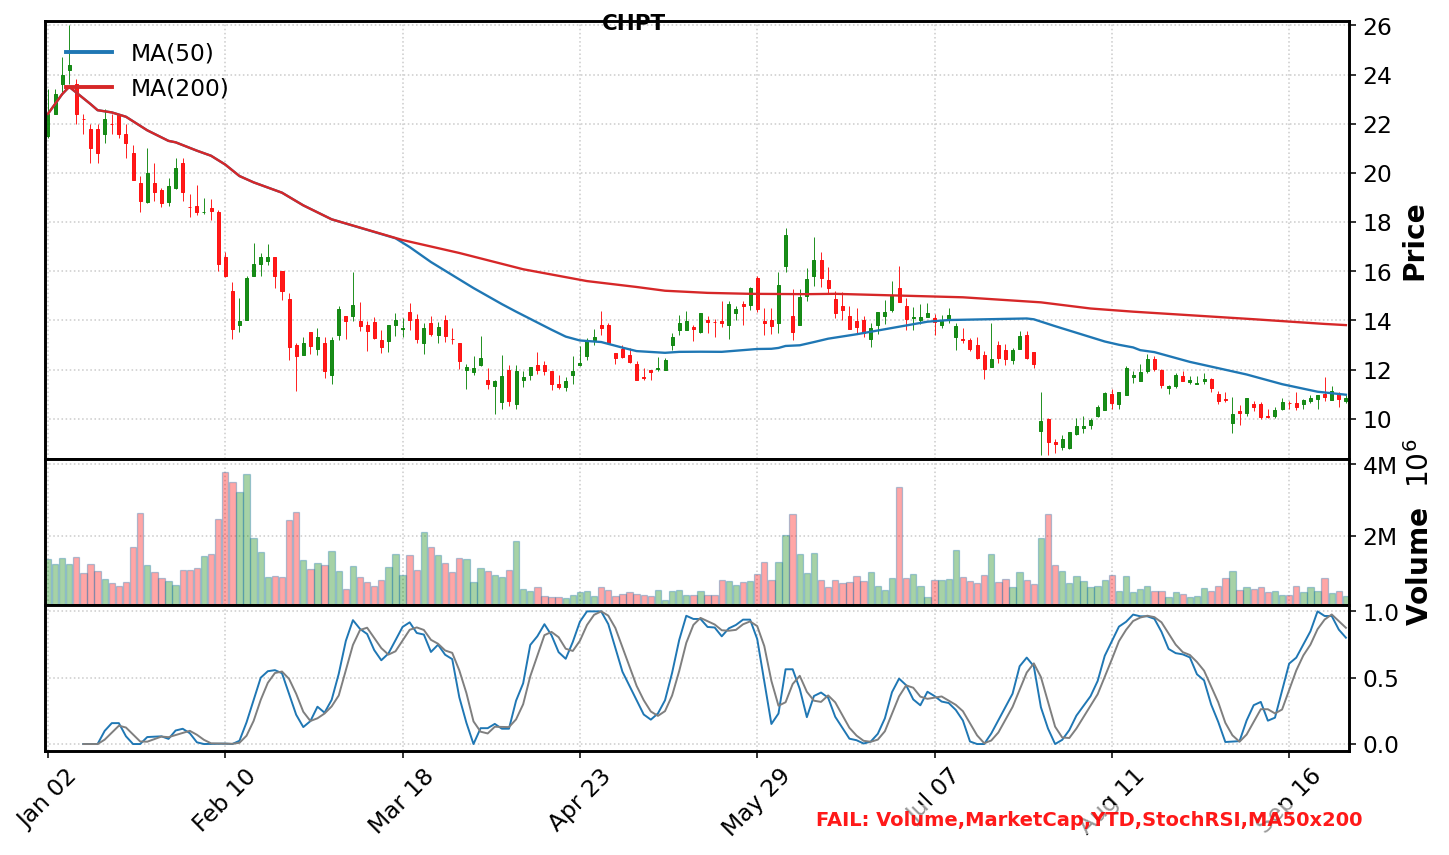 CHPT
MA(50)
MA(200)
26
24
22
20
18
16
14
12
10
Price
4M
2M
Volume 10^6
1.0
0.5
0.0
Jan 02
Feb 10
Mar 18
Apr 23
May 29
Jul 07
Aug 11
Sep 16
FAIL: Volume,MarketCap,YTD,StochRSI,MA50x200